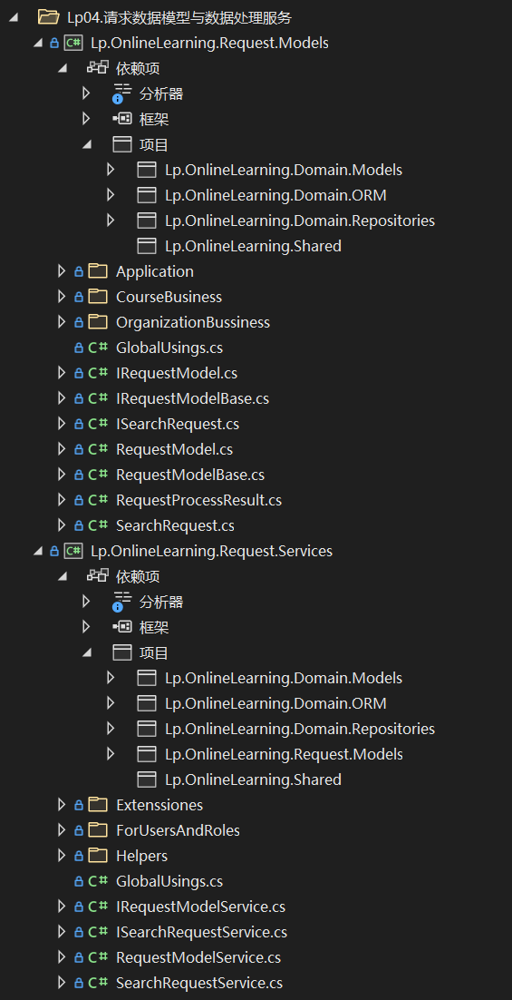 Lp04.请求数据模型与数据处理服务
C# Lp.OnlineLearning.Request.Models
依赖项
分析器
框架
项目
Lp.OnlineLearning.Domain.Models
Lp.OnlineLearning.Domain.ORM
Lp.OnlineLearning.Domain.Repositories
Lp.OnlineLearning.Shared
Application
CourseBusiness
OrganizationBussiness
C# GlobalUsings.cs
C# IRequestModel.cs
C# IRequestModelBase.cs
C# ISearchRequest.cs
C# RequestModel.cs
C# RequestModelBase.cs
C# RequestProcessResult.cs
C# SearchRequest.cs
C# Lp.OnlineLearning.Request.Services
依赖项
分析器
框架
项目
Lp.OnlineLearning.Domain.Models
Lp.OnlineLearning.Domain.ORM
Lp.OnlineLearning.Domain.Repositories
Lp.OnlineLearning.Request.Models
Lp.OnlineLearning.Shared
Extenssiones
ForUsersAndRoles
Helpers
C# GlobalUsings.cs
C# IRequestModelService.cs
C# ISearchRequestService.cs
C# RequestModelService.cs
C# SearchRequestService.cs